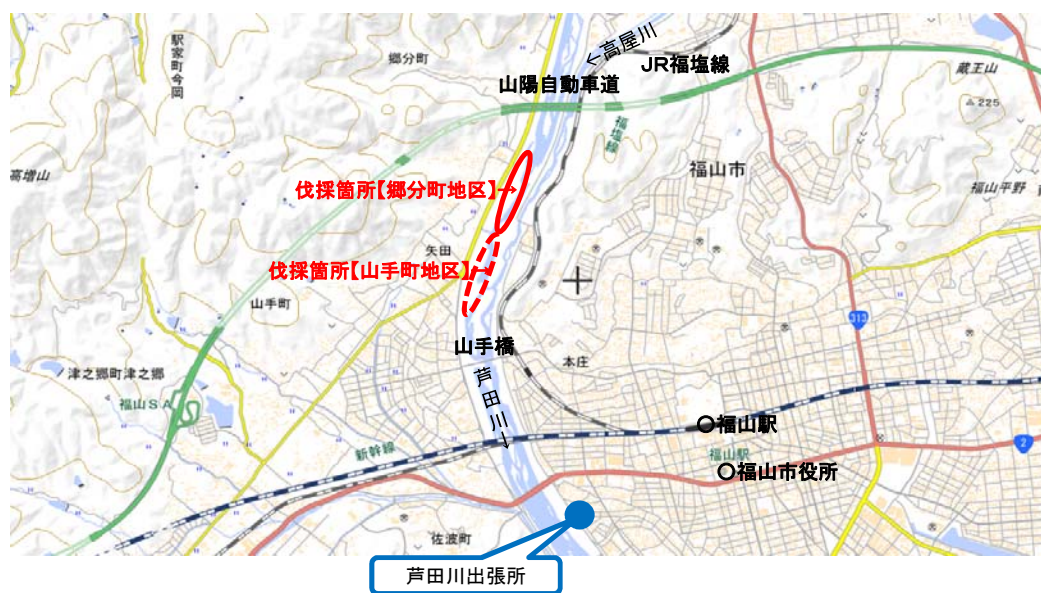 駅家町今岡
郷分町
←高屋川
JR福塩線
山陽自動車道
蔵王山
225
福塩線
高増山
福山市
伐採箇所【郷分町地区】→
福山平野
矢田
伐採箇所【山手町地区】→
山手町
313
山手橋
本庄
津之郷町津之郷
芦田川→
福山SA
福山駅
新幹線
福山駅
2
福山市役所
佐波町
芦田川出張所